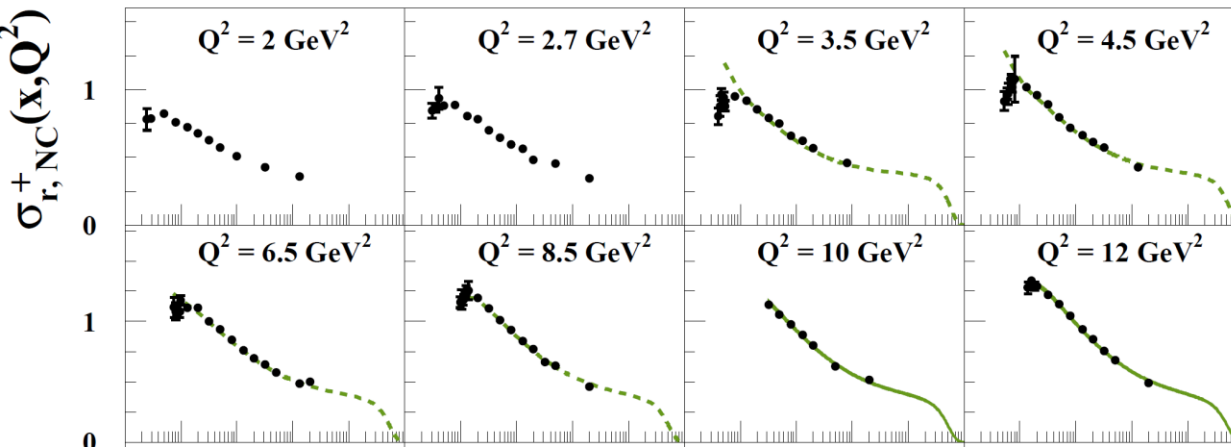 σ⁺r, NC(x,Q²)
Q² = 2 GeV²
Q² = 2.7 GeV²
Q² = 3.5 GeV²
Q² = 4.5 GeV²
1
0
Q² = 6.5 GeV²
Q² = 8.5 GeV²
Q² = 10 GeV²
Q² = 12 GeV²
1
0